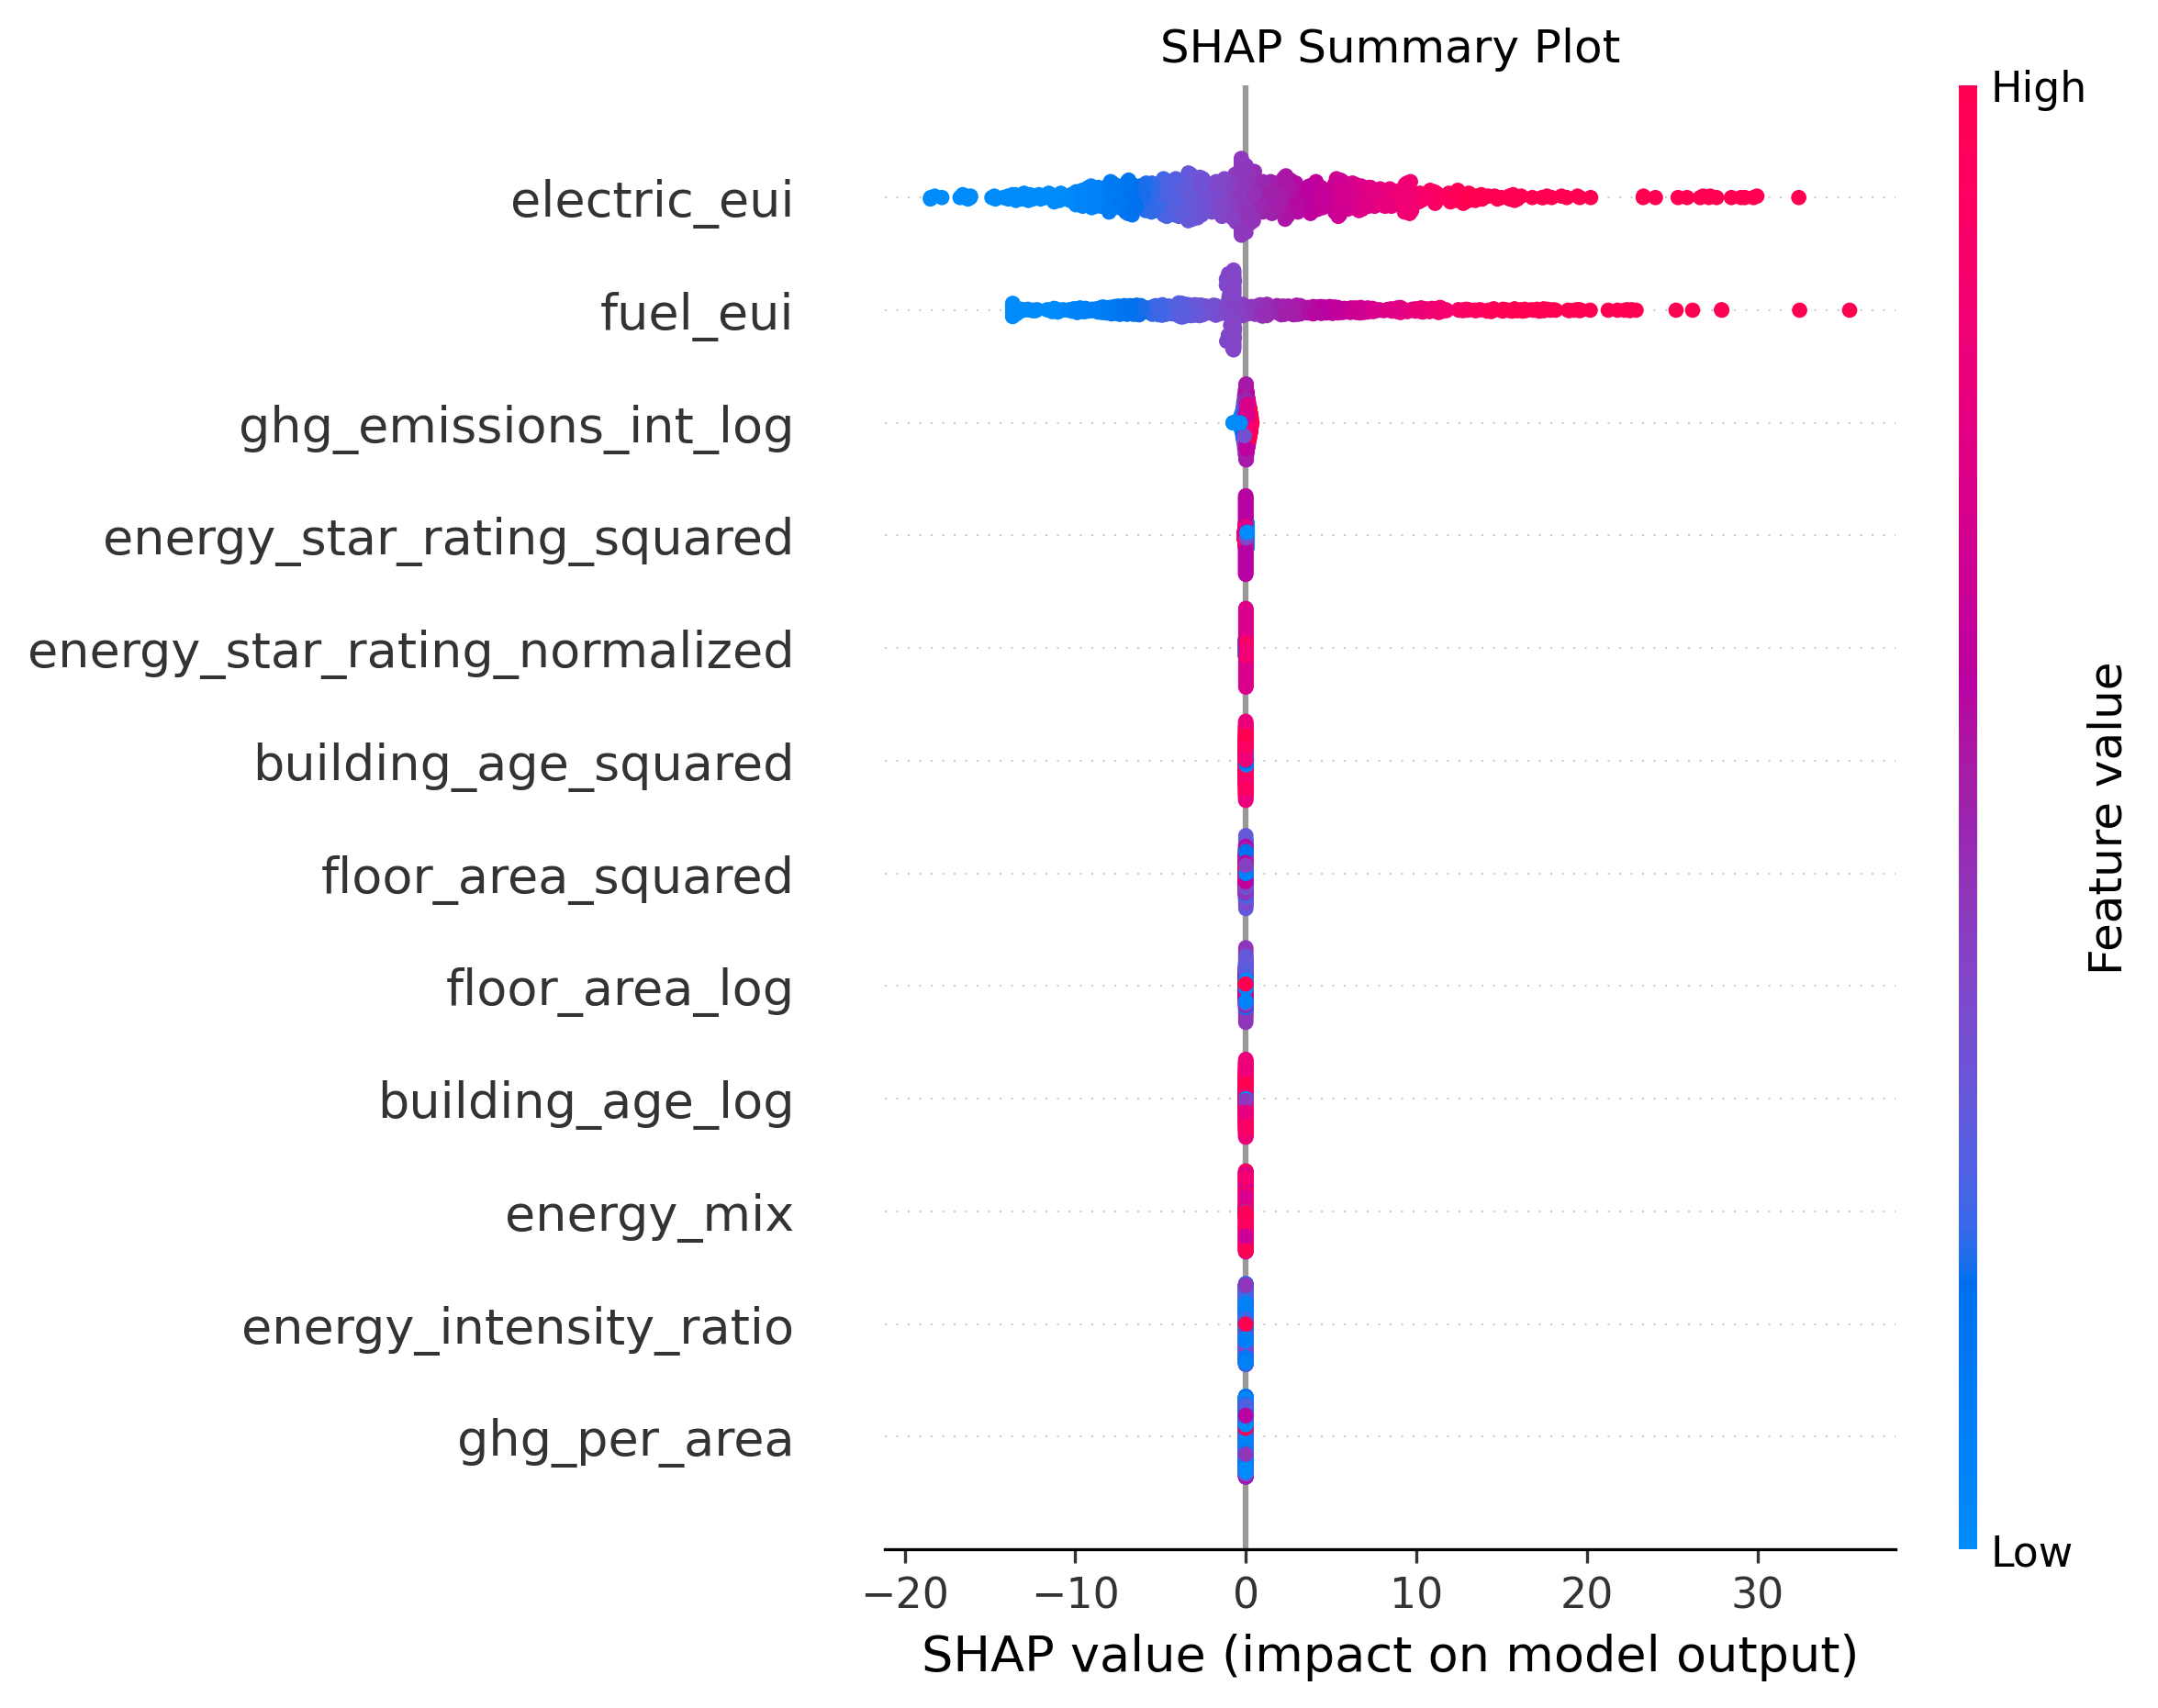 SHAP Summary Plot
High
electric_eui
fuel_eui
ghg_emissions_int_log
energy_star_rating_squared
energy_star_rating_normalized
building_age_squared
floor_area_squared
floor_area_log
building_age_log
energy_mix
energy_intensity_ratio
ghg_per_area
Feature value
Low
−20 −10 0 10 20 30
SHAP value (impact on model output)